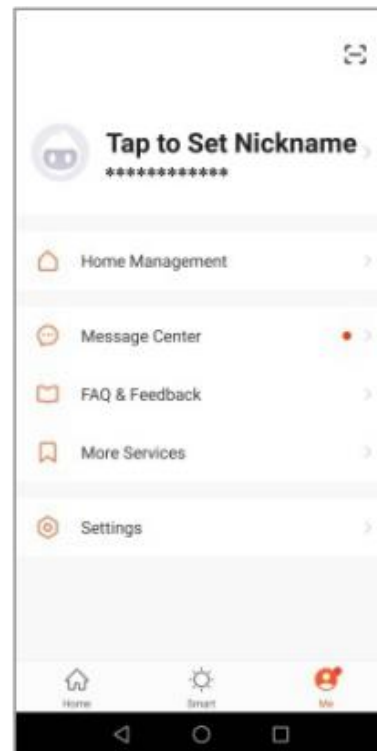 Tap to Set Nickname
************
Home Management
Message Center
FAQ & Feedback
More Services
Settings
Home
Smart
Me